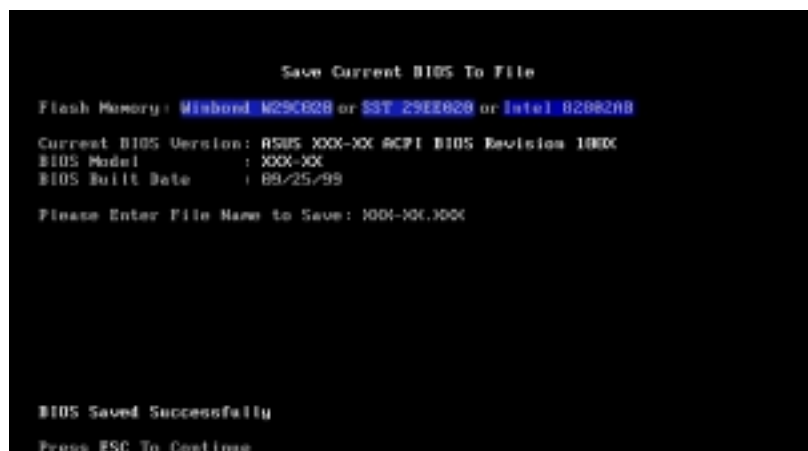 Save Current BIOS To File
Flash Memory: Winbond W29C020 or SST 29EE020 or Intel 82802AB
Current BIOS Version: ASUS XXX-XX ACPI BIOS Revision 100X
BIOS Model : XXX-XX
BIOS Built Date : 09/25/99
Please Enter File Name to Save: XXX-XX.XXX
BIOS Saved Successfully
Press ESC To Continue